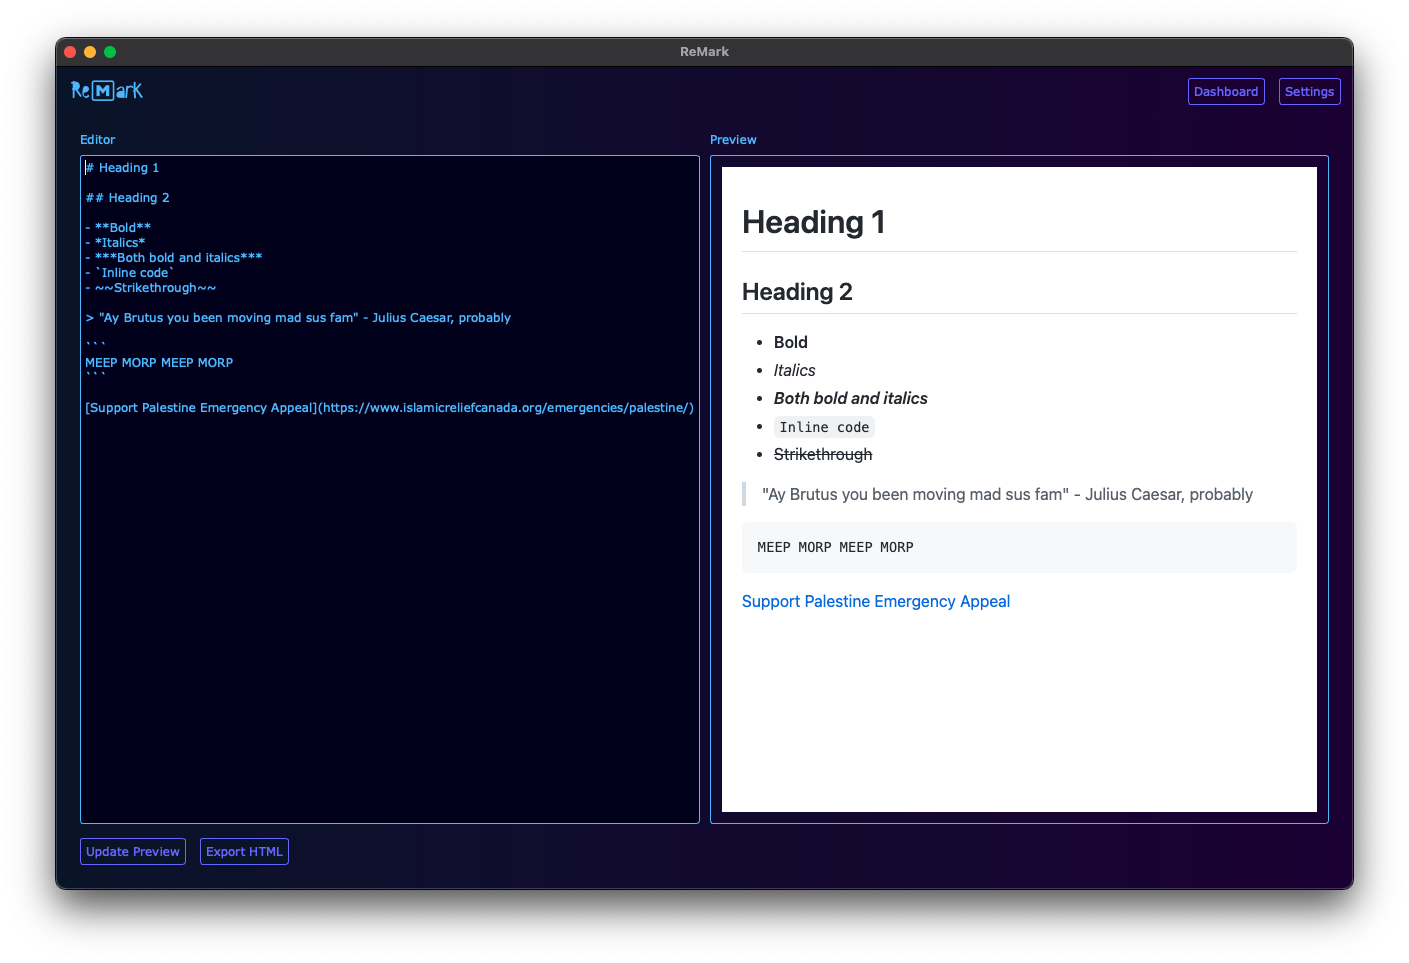 ReMark
ReMark
Dashboard
Settings
Editor
# Heading 1
## Heading 2
- **Bold**
- *Italics*
- ***Both bold and italics***
- `Inline code`
- ~~Strikethrough~~
> "Ay Brutus you been moving mad sus fam" - Julius Caesar, probably
```
MEEP MORP MEEP MORP
```
[Support Palestine Emergency Appeal](https://www.islamicreliefcanada.org/emergencies/palestine/)
Preview
Heading 1
Heading 2
• Bold
• Italics
• Both bold and italics
• Inline code
• Strikethrough
"Ay Brutus you been moving mad sus fam" - Julius Caesar, probably
MEEP MORP MEEP MORP
Support Palestine Emergency Appeal
Update Preview
Export HTML